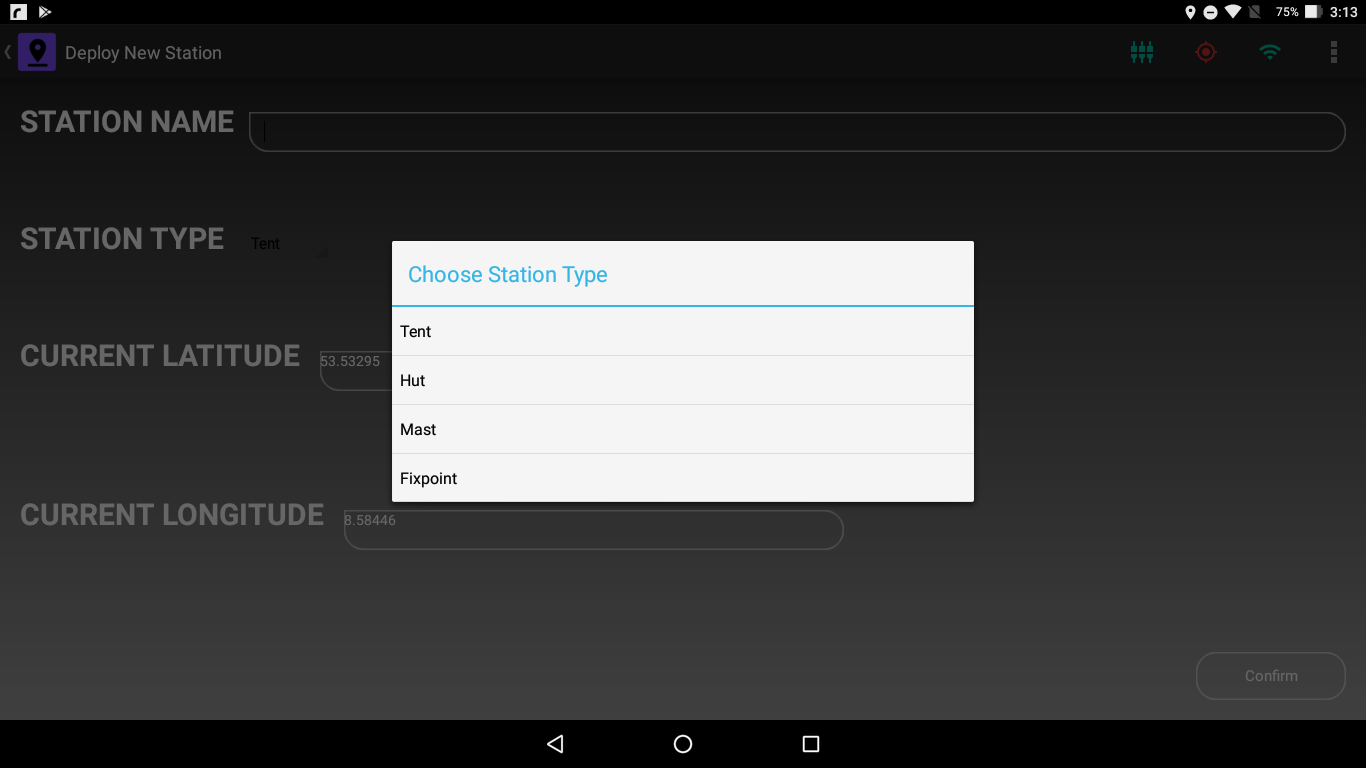 75% 3:13
Deploy New Station
STATION NAME
STATION TYPE Tent
Choose Station Type
Tent
CURRENT LATITUDE 53.53295
Hut
Mast
Fixpoint
CURRENT LONGITUDE 8.58446
Confirm